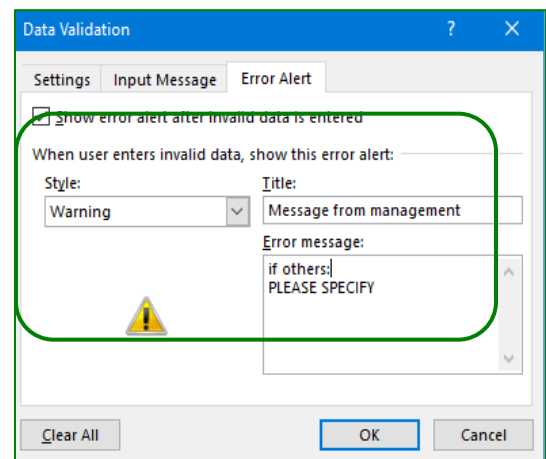 Data Validation ?
Settings Input Message Error Alert
Show error alert after invalid data is entered
When user enters invalid data, show this error alert:
Style: Title:
Warning Message from management
Error message:
if others:
PLEASE SPECIFY
Clear All OK Cancel